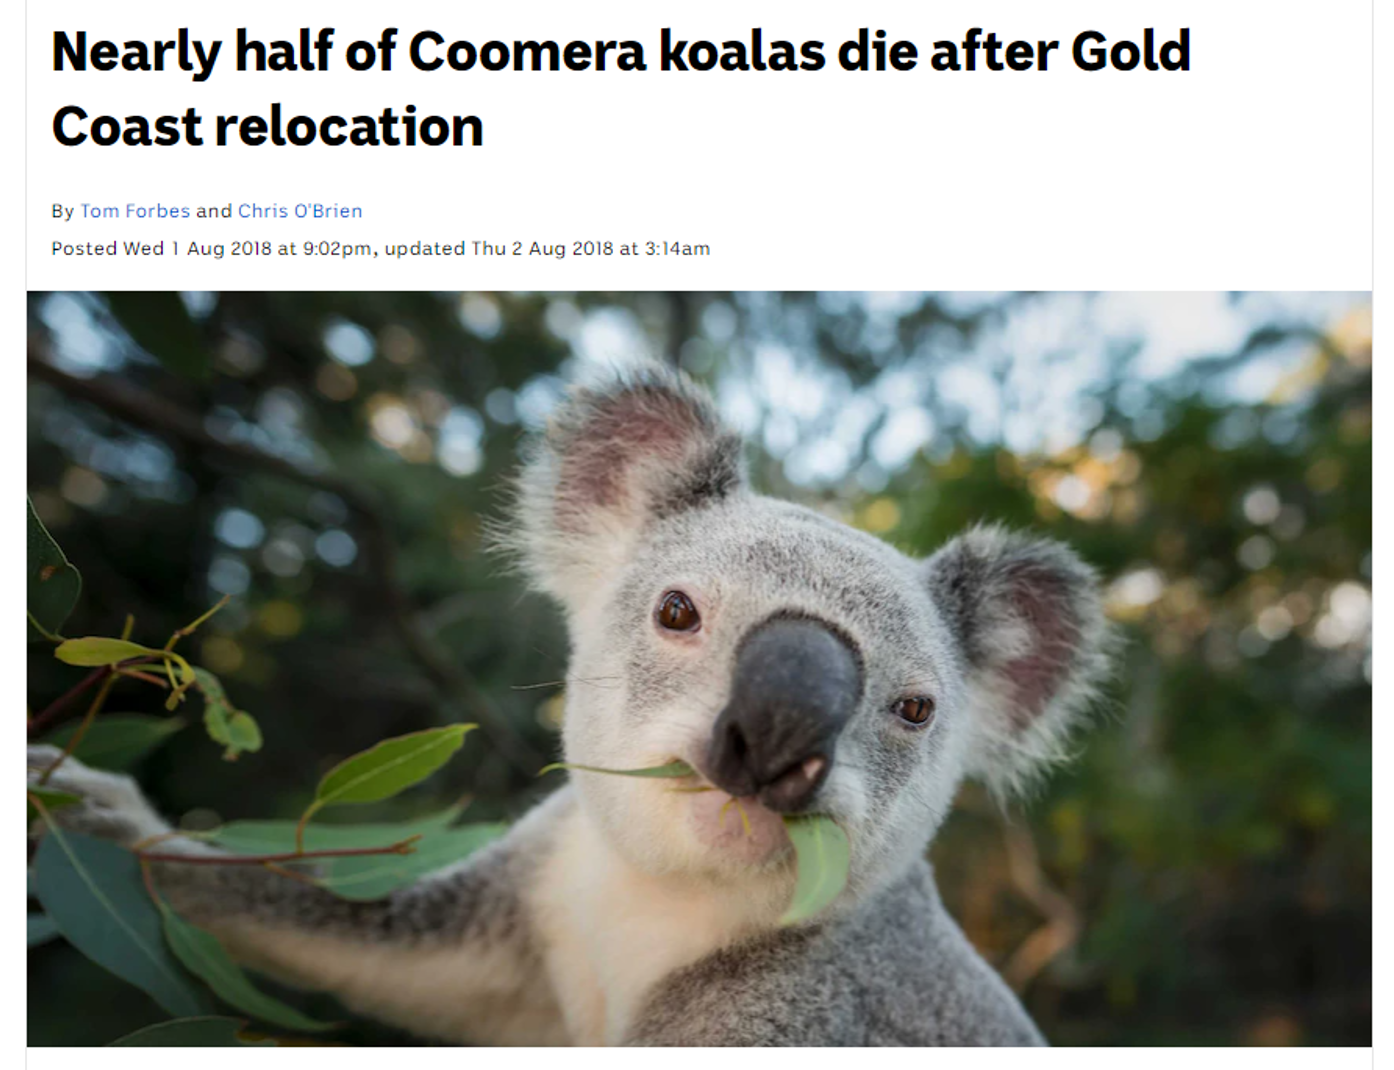 Nearly half of Coomera koalas die after Gold
Coast relocation
By Tom Forbes and Chris O'Brien
Posted Wed 1 Aug 2018 at 9:02pm, updated Thu 2 Aug 2018 at 3:14am